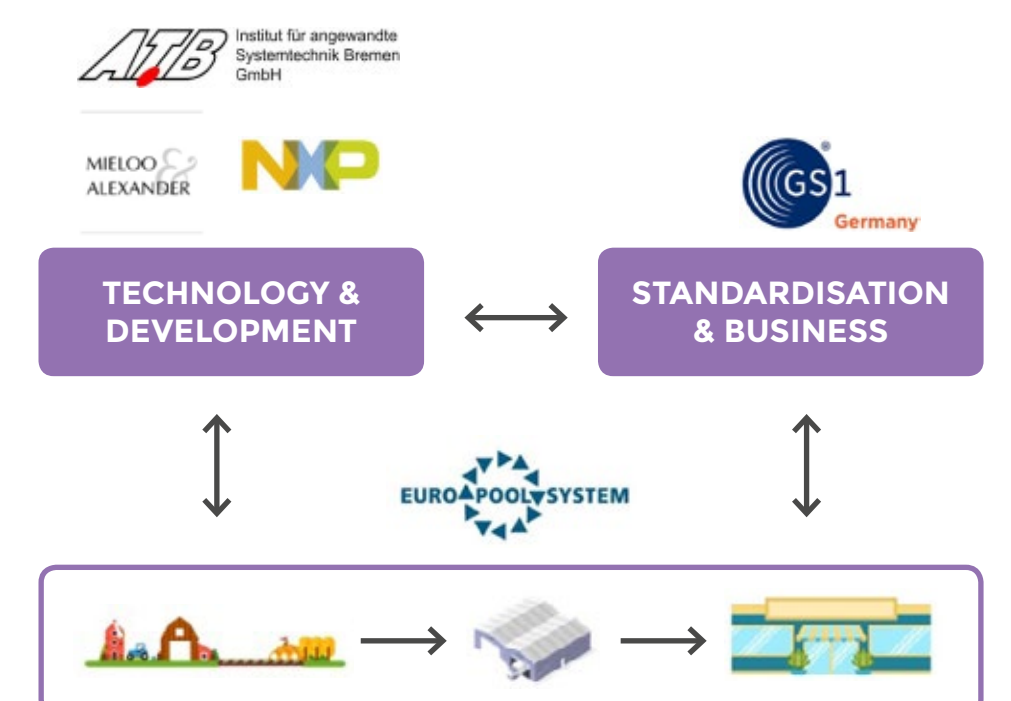 ATB
Institut für angewandte
Systemtechnik Bremen
GmbH
MIELOO &
ALEXANDER
NXP
GS1
®
Germany
TECHNOLOGY &
DEVELOPMENT
STANDARDISATION
& BUSINESS
EURO POOL SYSTEM